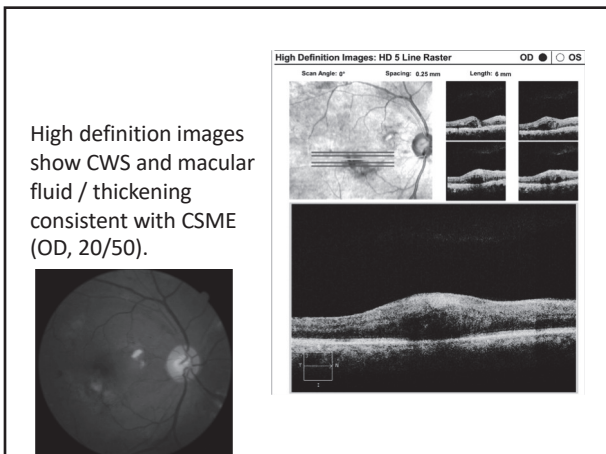 High Definition Images: HD 5 Line Raster OD ● ○ OS
Scan Angle: 0° Spacing: 0.25 mm Length: 6 mm
High definition images
show CWS and macular
fluid / thickening
consistent with CSME
(OD, 20/50).